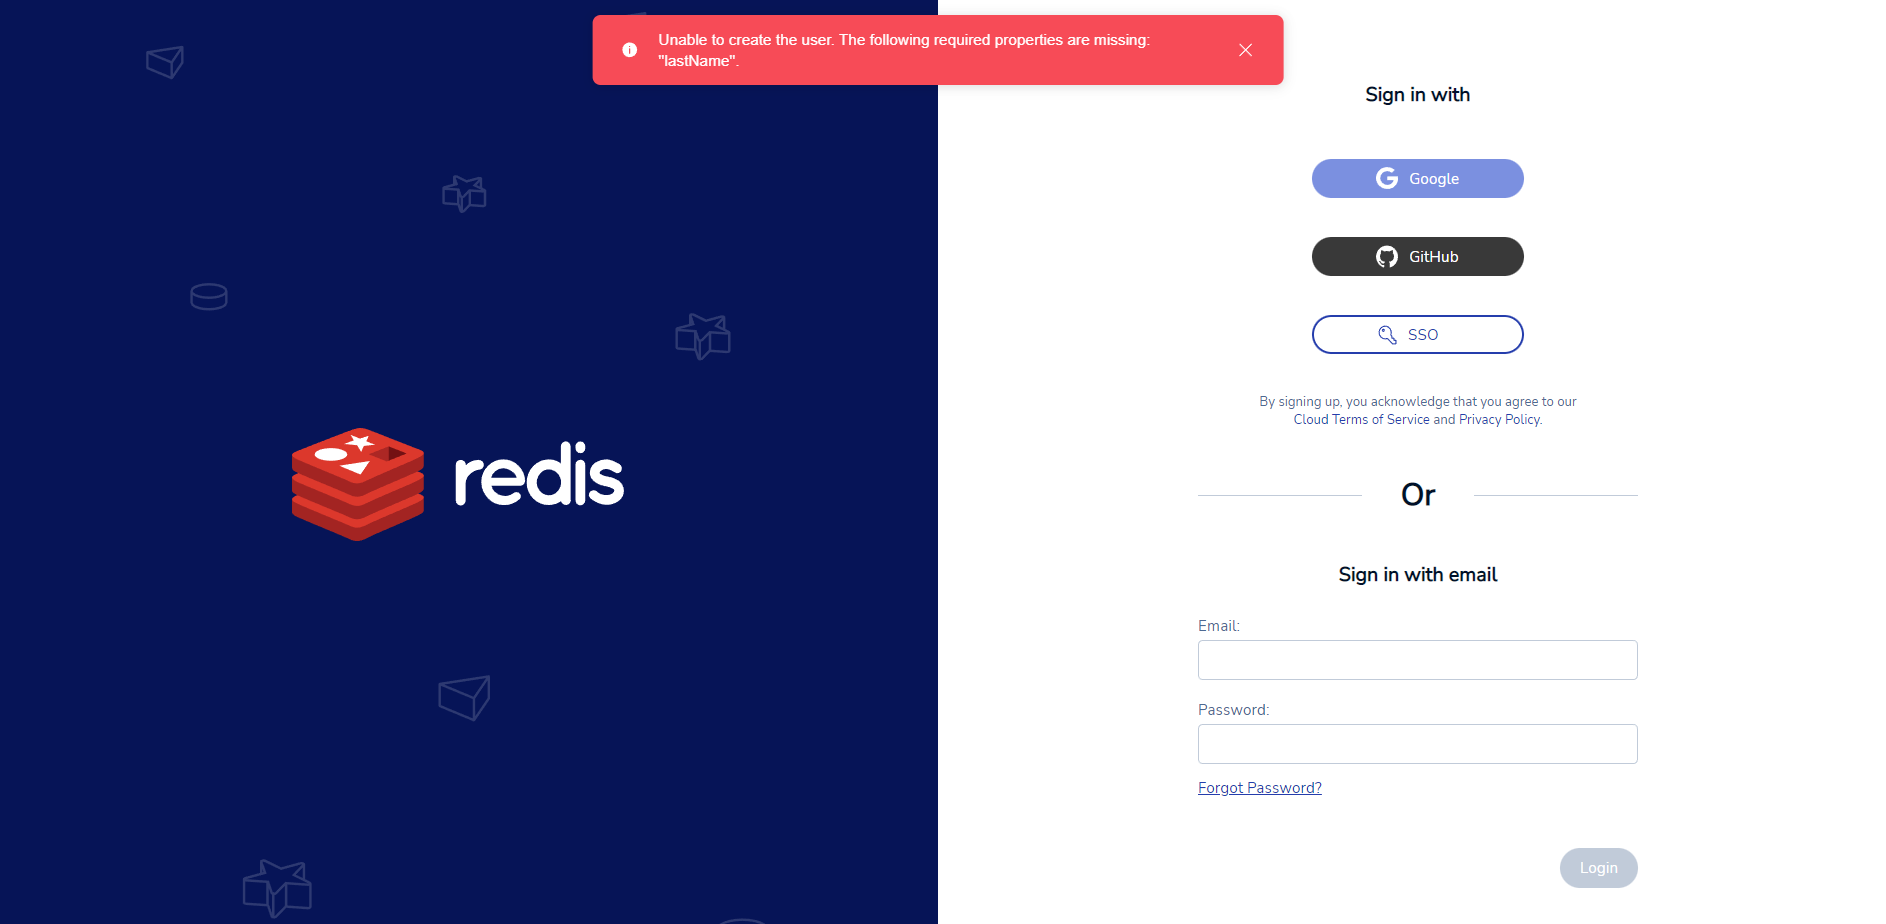 Unable to create the user. The following required properties are missing:
"lastName".
Sign in with
Google
GitHub
SSO
By signing up, you acknowledge that you agree to our
Cloud Terms of Service and Privacy Policy.
redis
Or
Sign in with email
Email:
Password:
Forgot Password?
Login